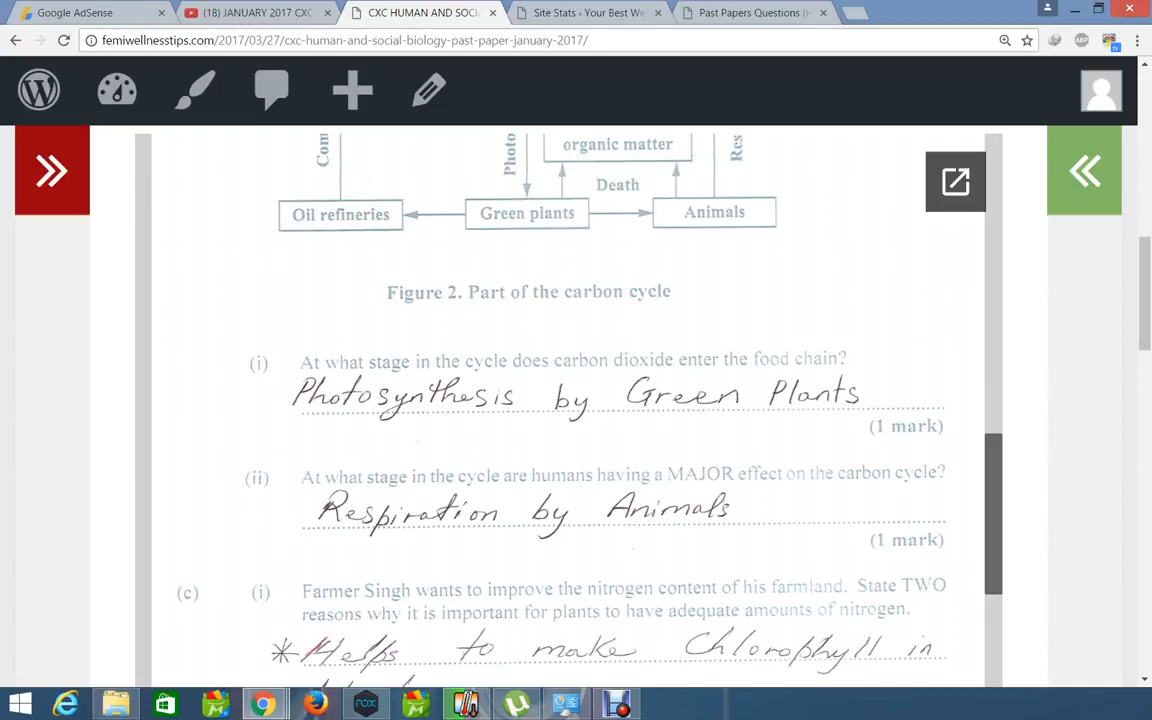 Google AdSense
(18) JANUARY 2017 CXC
CXC HUMAN AND SOCI
Site Stats ‹ Your Best We
Past Papers Questions (H
femiwellnesstips.com/2017/03/27/cxc-human-and-social-biology-past-paper-january-2017/
ABP
tv
Com
Photo
organic matter
Res
Death
Oil refineries
Green plants
Animals
Figure 2. Part of the carbon cycle
(i) At what stage in the cycle does carbon dioxide enter the food chain?
Photosynthesis by Green Plants
(1 mark)
(ii) At what stage in the cycle are humans having a MAJOR effect on the carbon cycle?
Respiration by Animals
(1 mark)
(c) (i) Farmer Singh wants to improve the nitrogen content of his farmland. State TWO
reasons why it is important for plants to have adequate amounts of nitrogen.
* Helps to make Chlorophyll in
nox